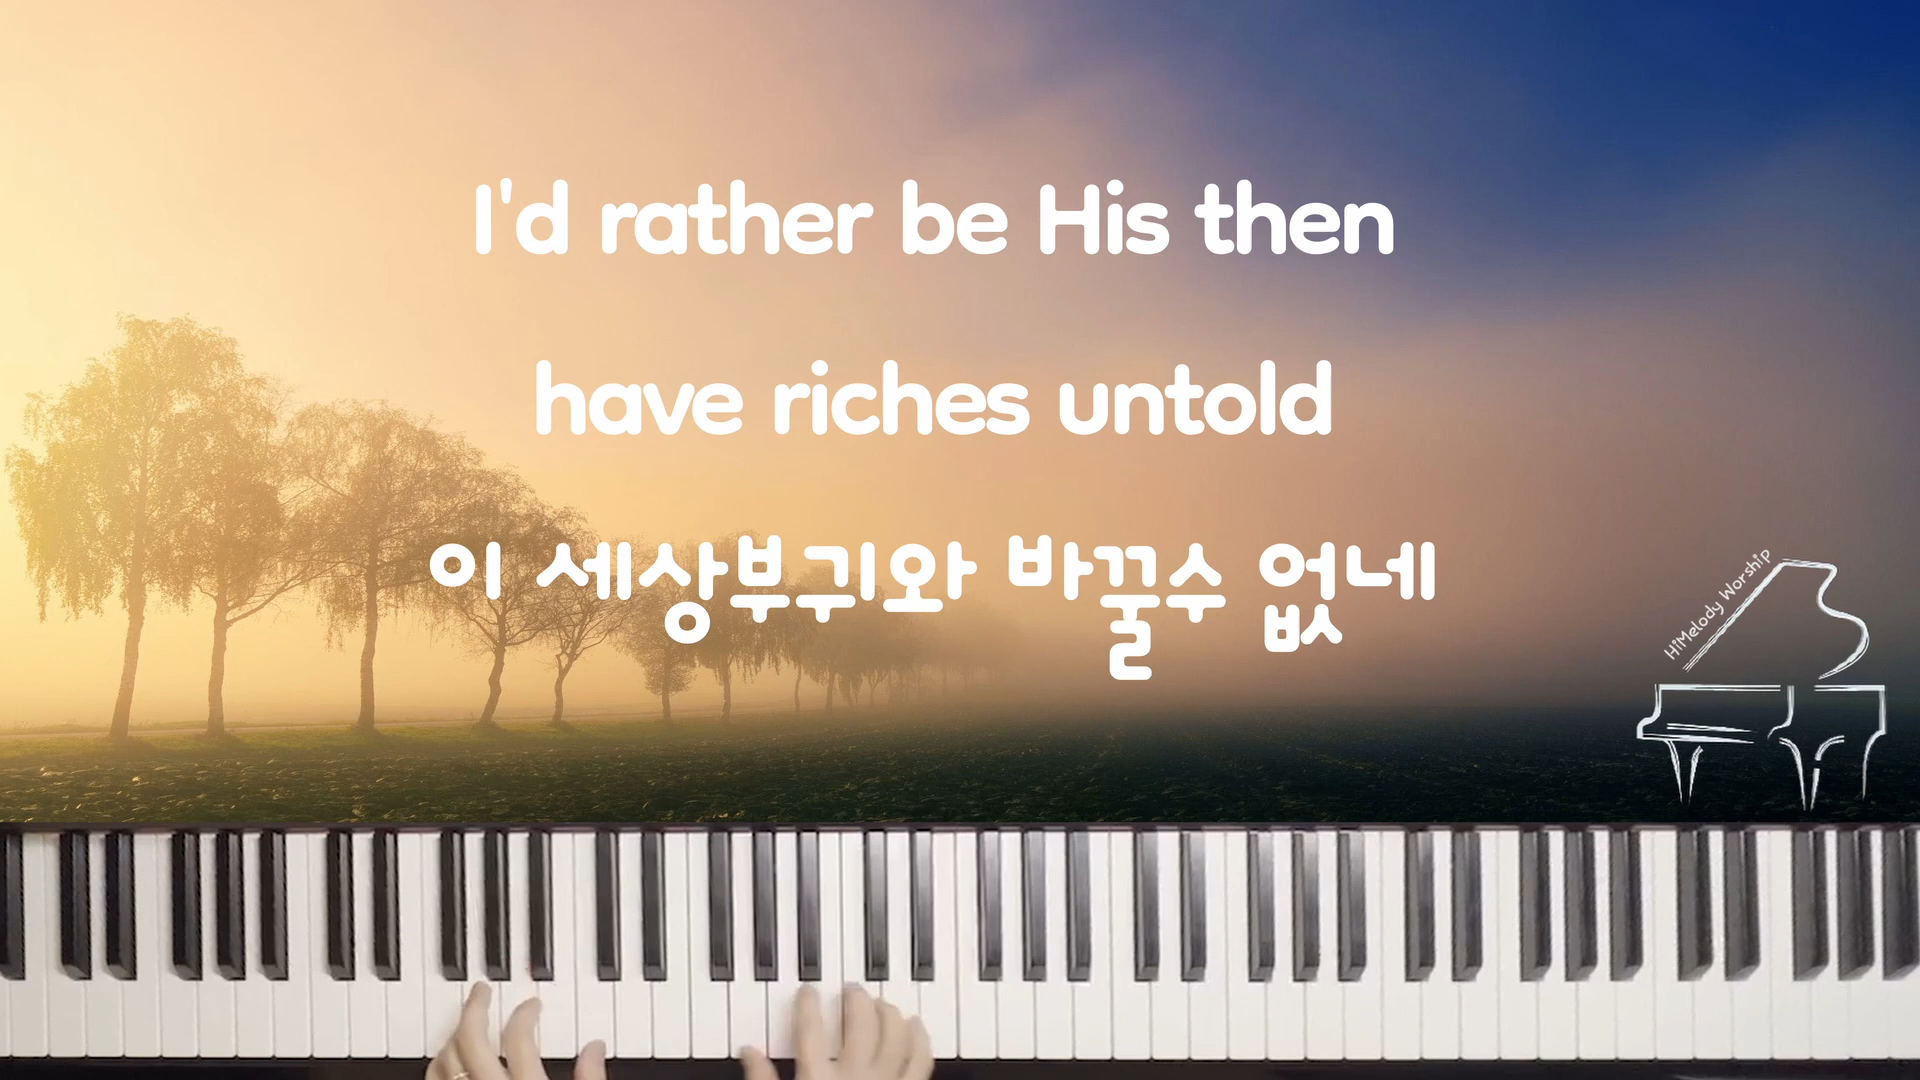 I'd rather be His then
have riches untold
이 세상부귀와 바꿀수 없네
HiMelody Worship